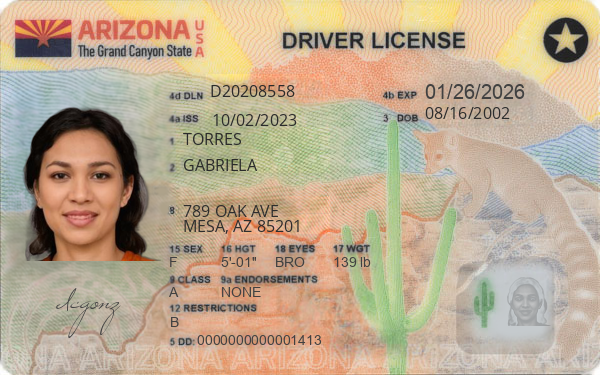 ARIZONA USA
The Grand Canyon State
DRIVER LICENSE
4d DLN D20208558
4b EXP 01/26/2026
4a ISS 10/02/2023
3 DOB 08/16/2002
1 TORRES
2 GABRIELA
8 789 OAK AVE
MESA, AZ 85201
15 SEX 16 HGT 18 EYES 17 WGT
F 5'-01" BRO 139 lb
9 CLASS 9a ENDORSEMENTS
A NONE
12 RESTRICTIONS
B
5 DD: 0000000000001413
ARIZONA ARIZONA ARIZONA ARIZONA